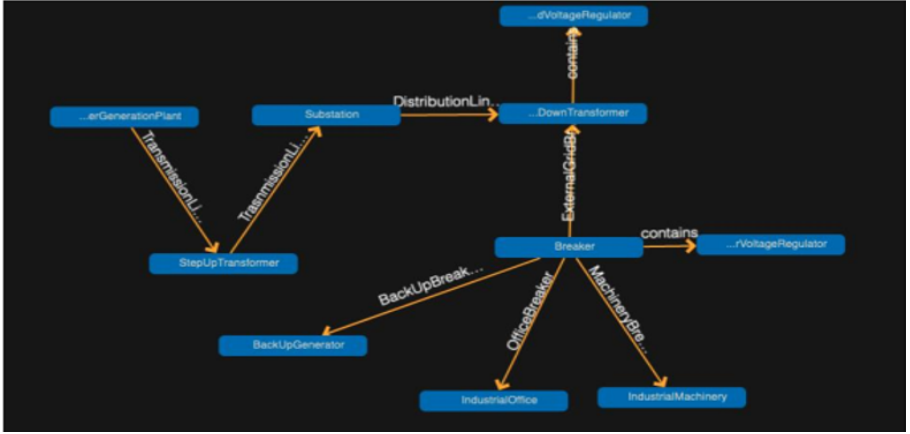 ...dVoltageRegulator
contains
DistributionLin...
...erGenerationPlant
Substation
...DownTransformer
TransmissionLi...
TrasnmissionLi...
ExternalGridB
contains
Breaker
...rVoltageRegulator
StepUpTransformer
BackUpBreak...
OfficeBreaker
MachineryBre...
BackUpGenerator
IndustrialOffice
IndustrialMachinery